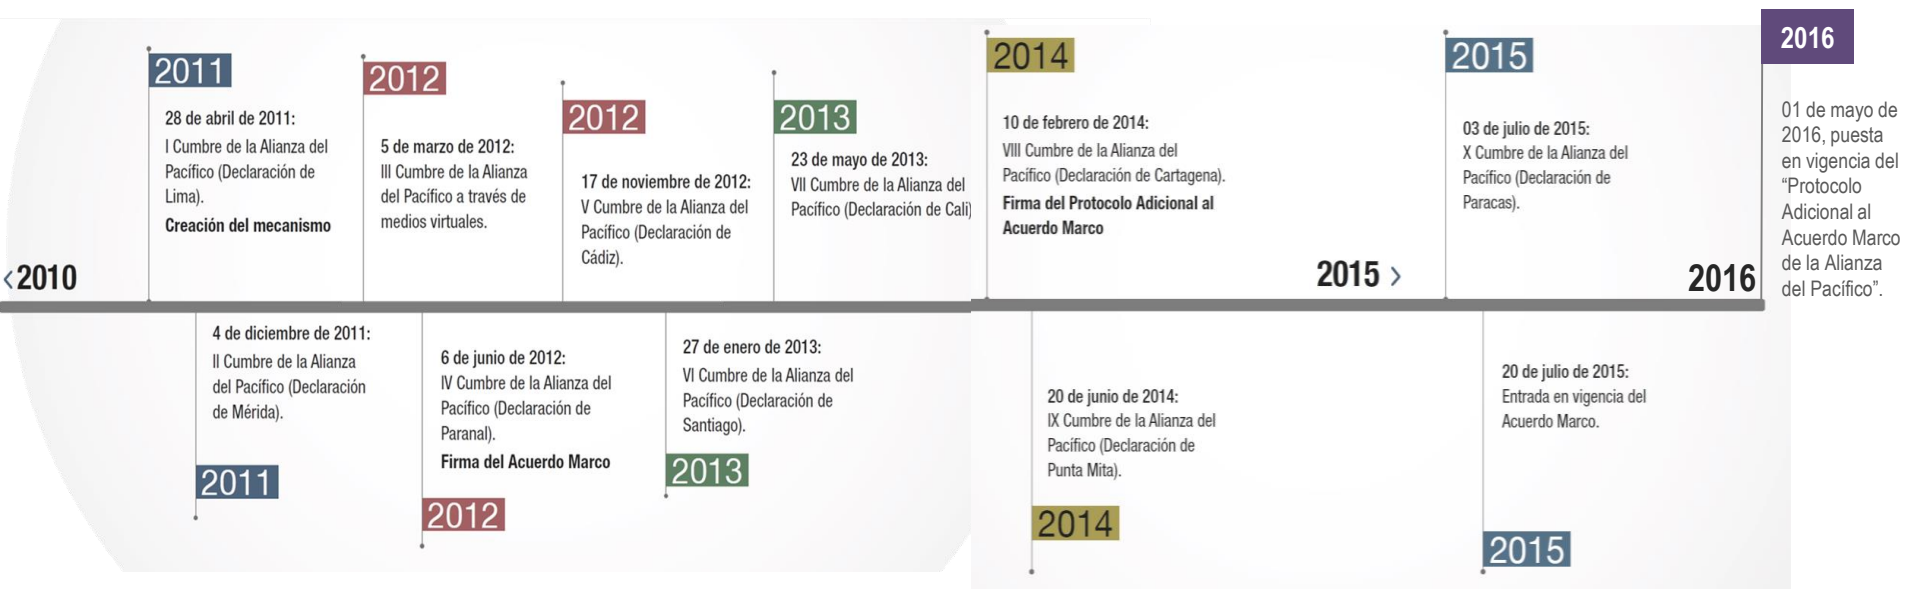 2011
28 de abril de 2011:
I Cumbre de la Alianza del
Pacífico (Declaración de
Lima).
Creación del mecanismo
2012
5 de marzo de 2012:
III Cumbre de la Alianza
del Pacífico a través de
medios virtuales.
2012
17 de noviembre de 2012:
V Cumbre de la Alianza del
Pacífico (Declaración de
Cádiz).
2013
23 de mayo de 2013:
VII Cumbre de la Alianza del
Pacífico (Declaración de Cali)
2014
10 de febrero de 2014:
VIII Cumbre de la Alianza del
Pacífico (Declaración de Cartagena).
Firma del Protocolo Adicional al
Acuerdo Marco
2015
03 de julio de 2015:
X Cumbre de la Alianza del
Pacífico (Declaración de
Paracas).
2016
01 de mayo de
2016, puesta
en vigencia del
“Protocolo
Adicional al
Acuerdo Marco
de la Alianza
del Pacífico”.
‹2010
2015 ›
2016
4 de diciembre de 2011:
II Cumbre de la Alianza
del Pacífico (Declaración
de Mérida).
2011
6 de junio de 2012:
IV Cumbre de la Alianza del
Pacífico (Declaración de
Paranal).
Firma del Acuerdo Marco
2012
27 de enero de 2013:
VI Cumbre de la Alianza del
Pacífico (Declaración de
Santiago).
2013
20 de junio de 2014:
IX Cumbre de la Alianza del
Pacífico (Declaración de
Punta Mita).
2014
20 de julio de 2015:
Entrada en vigencia del
Acuerdo Marco.
2015